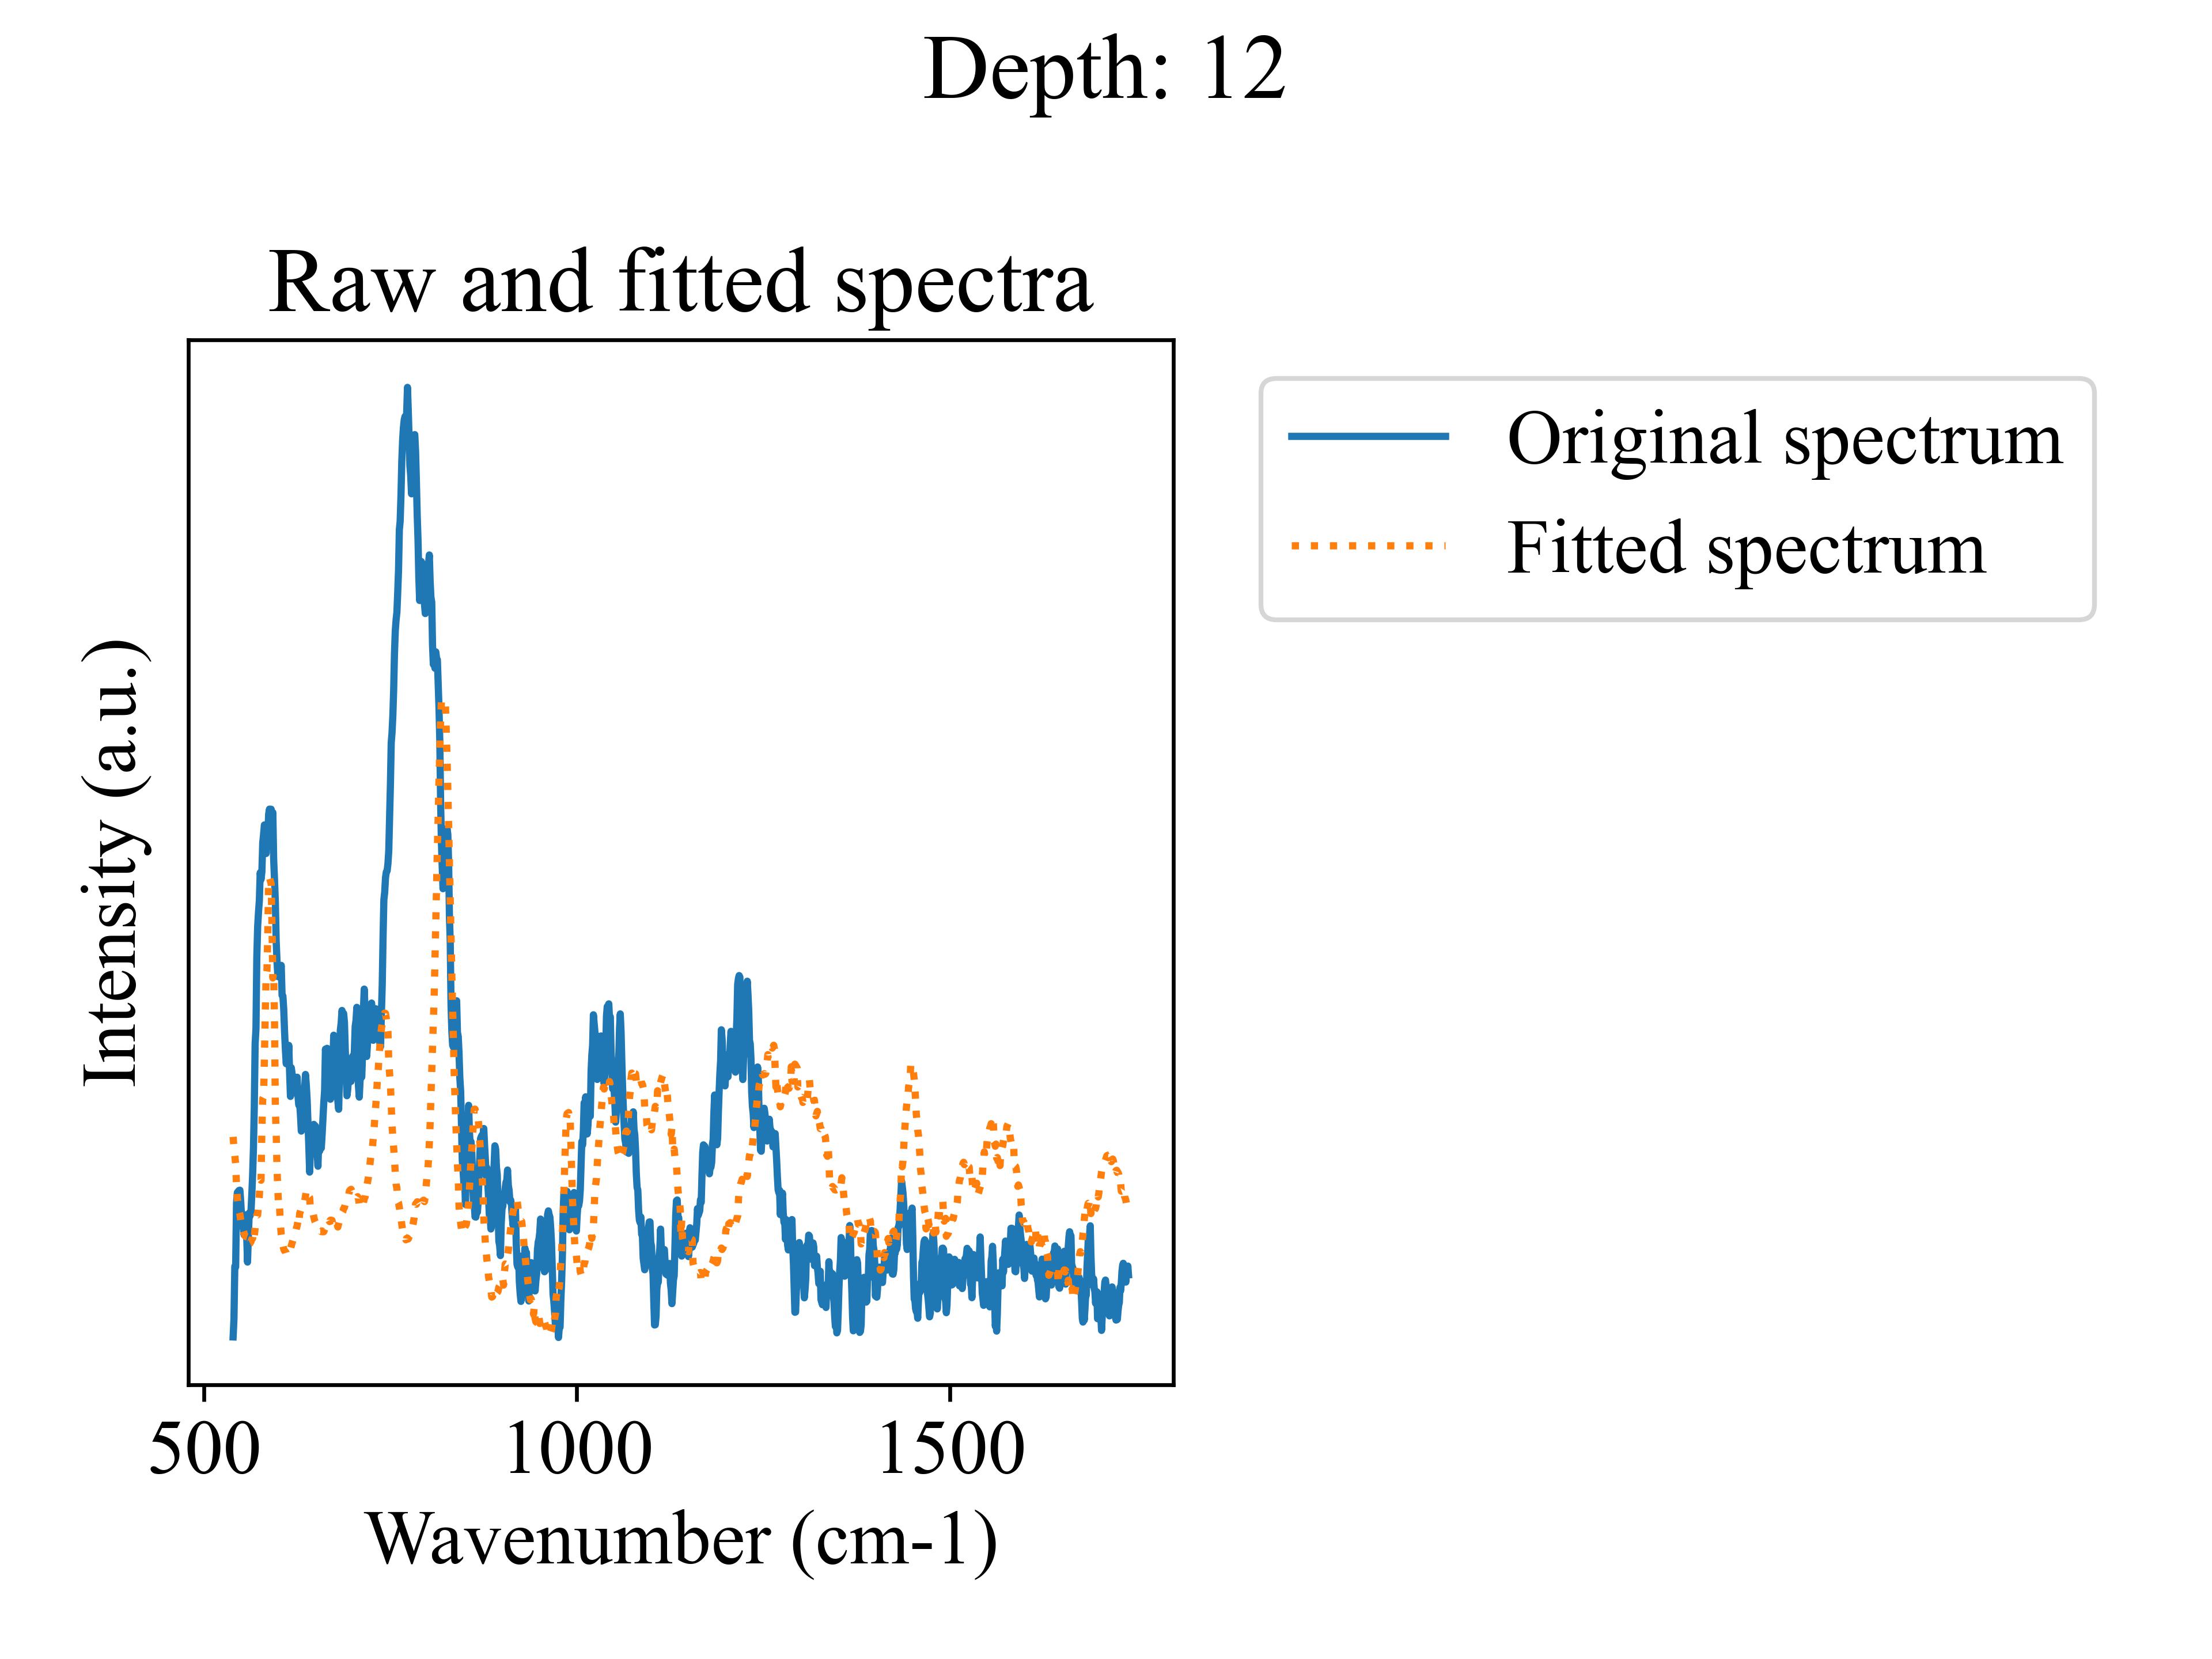 Depth: 12
Raw and fitted spectra
Original spectrum
Fitted spectrum
Intensity (a.u.)
500 1000 1500
Wavenumber (cm-1)